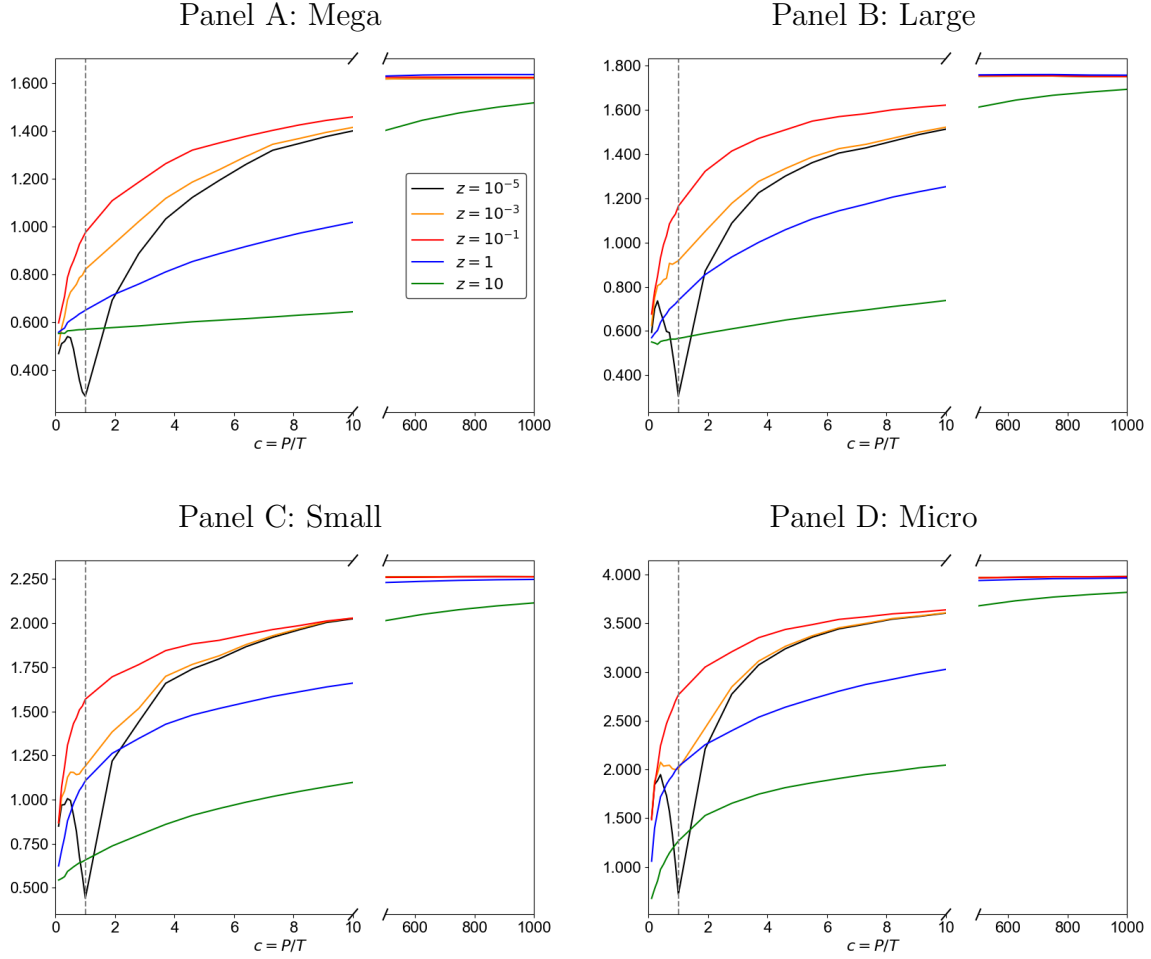 Panel A: Mega
1.600
1.400
1.200
1.000
0.800
0.600
0.400
0 2 4 6 8 10 600 800 1000
c = P/T
z = 10⁻⁵
z = 10⁻³
z = 10⁻¹
z = 1
z = 10
Panel B: Large
1.800
1.600
1.400
1.200
1.000
0.800
0.600
0.400
0 2 4 6 8 10 600 800 1000
c = P/T
Panel C: Small
2.250
2.000
1.750
1.500
1.250
1.000
0.750
0.500
0 2 4 6 8 10 600 800 1000
c = P/T
Panel D: Micro
4.000
3.500
3.000
2.500
2.000
1.500
1.000
0 2 4 6 8 10 600 800 1000
c = P/T